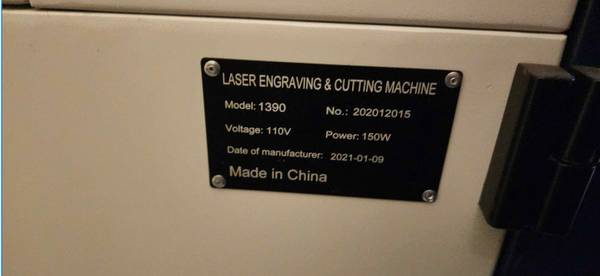 LASER ENGRAVING & CUTTING MACHINE
Model: 1390 No.: 202012015
Voltage: 110V Power: 150W
Date of manufacturer: 2021-01-09
Made in China